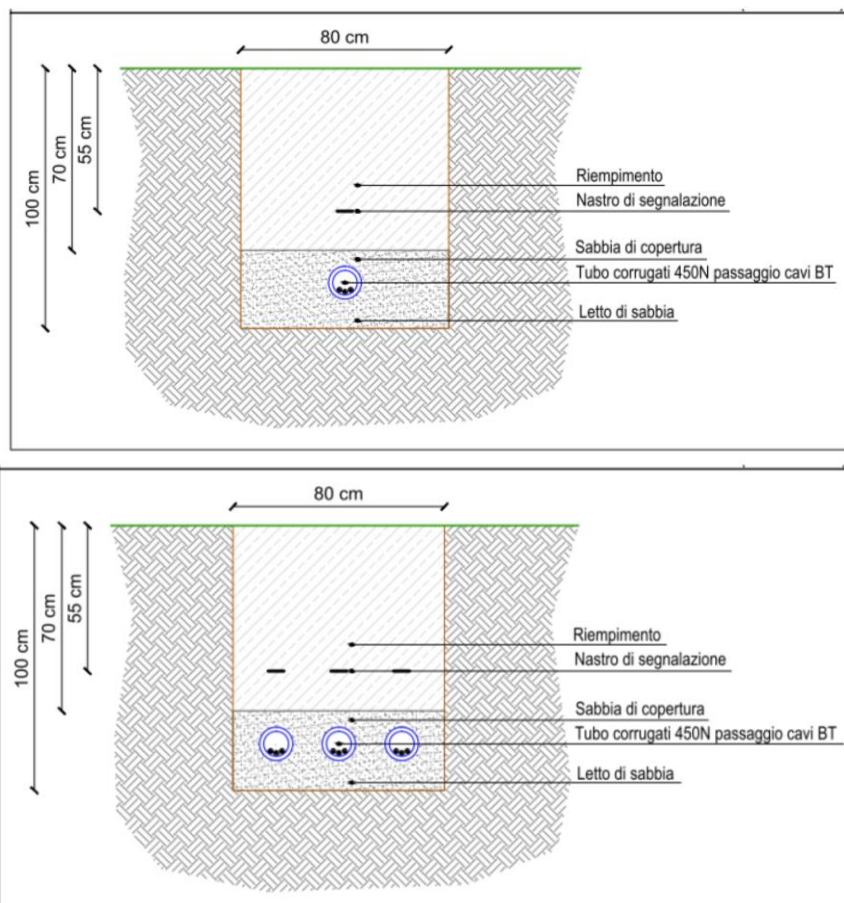 80 cm
100 cm
70 cm
55 cm
Riempimento
Nastro di segnalazione
Sabbia di copertura
Tubo corrugati 450N passaggio cavi BT
Letto di sabbia
80 cm
100 cm
70 cm
55 cm
Riempimento
Nastro di segnalazione
Sabbia di copertura
Tubo corrugati 450N passaggio cavi BT
Letto di sabbia